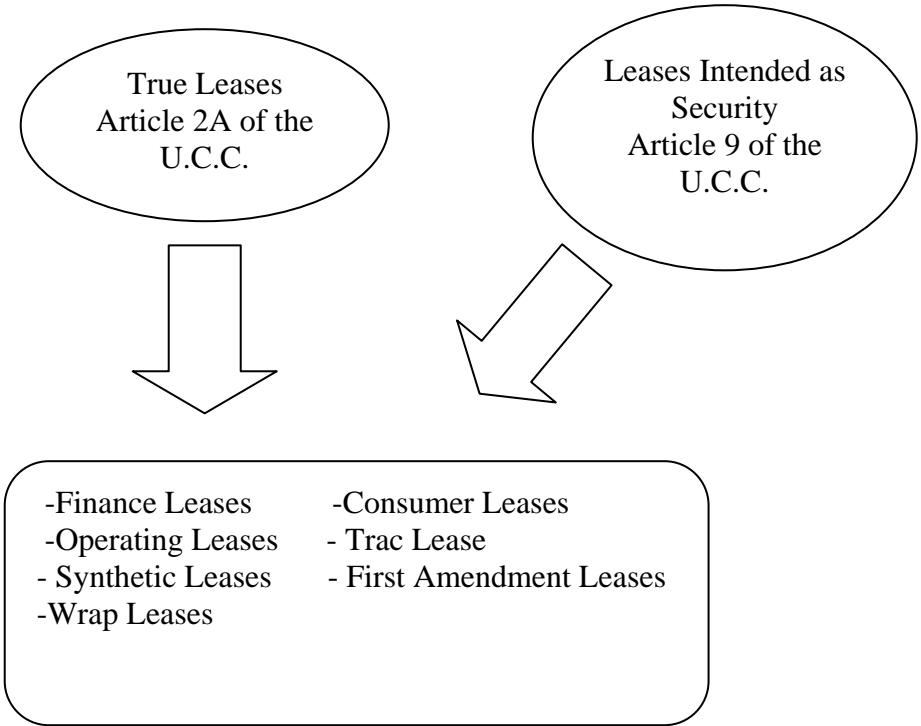 True Leases
Article 2A of the
U.C.C.
Leases Intended as
Security
Article 9 of the
U.C.C.
-Finance Leases -Consumer Leases
-Operating Leases - Trac Lease
- Synthetic Leases - First Amendment Leases
-Wrap Leases